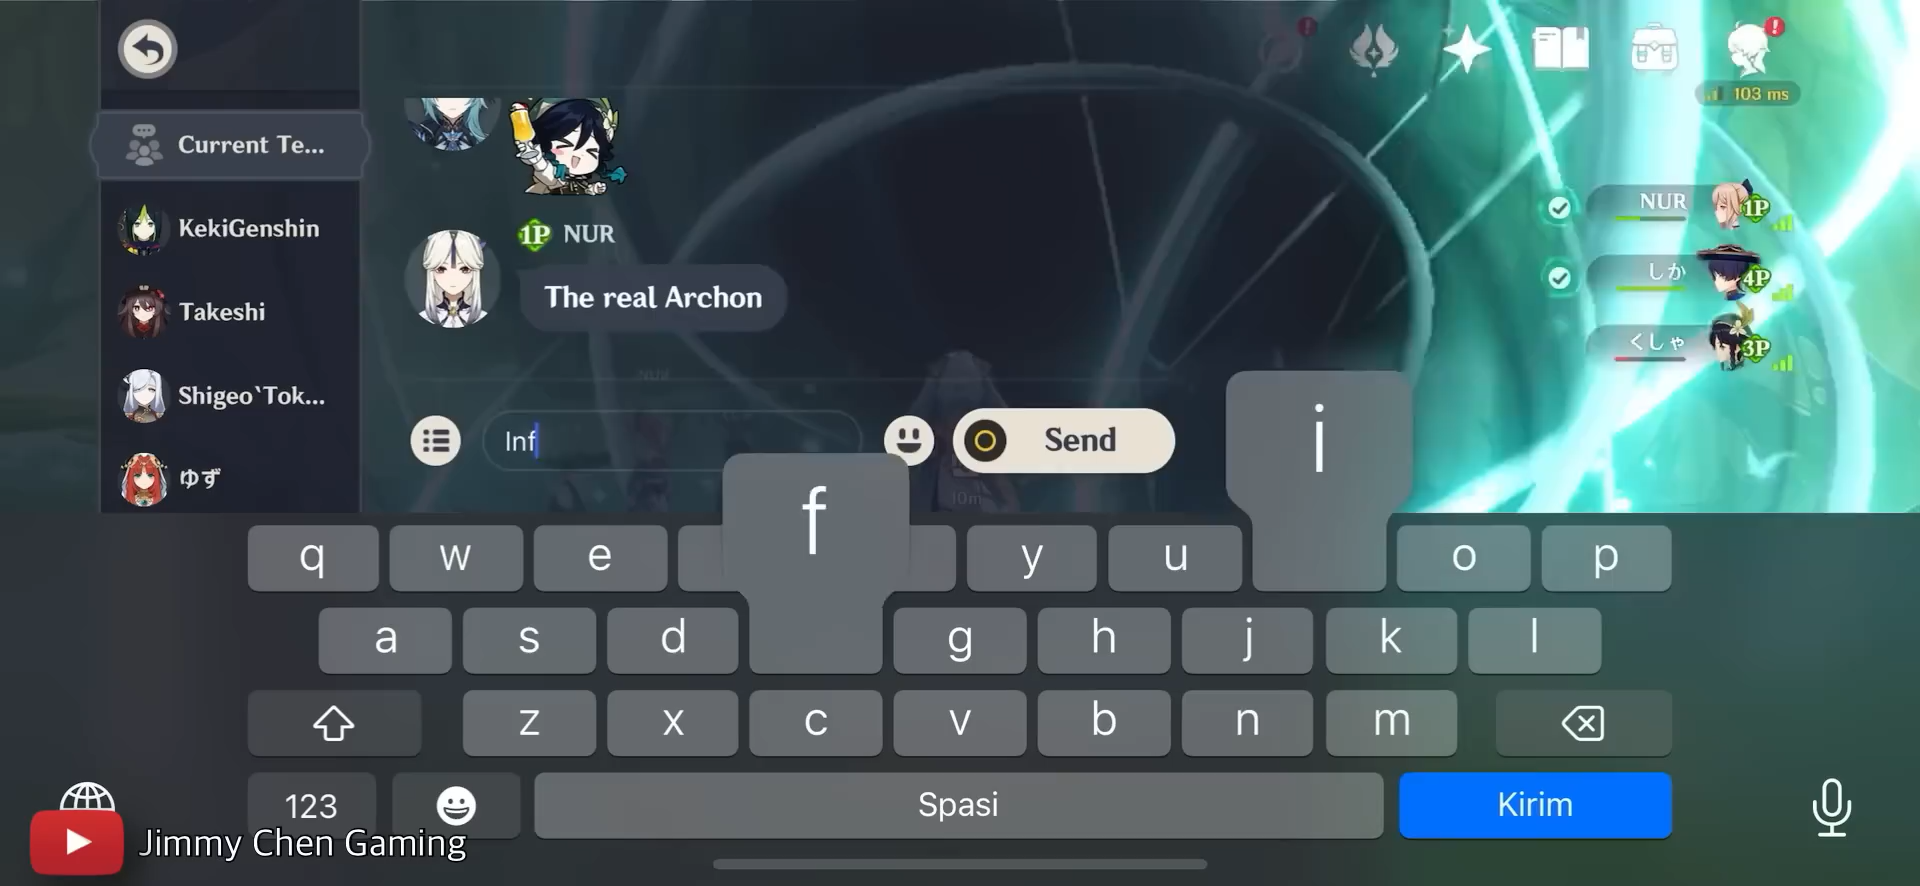 103 ms
Current Te...
KekiGenshin
Takeshi
Shigeo`Tok...
ゆず
1P NUR
The real Archon
NUR 1P
しか 4P
くしゃ 3P
Inf
Send
10m
f
i
q w e y u o p
a s d g h j k l
z x c v b n m
123
Spasi
Kirim
Jimmy Chen Gaming